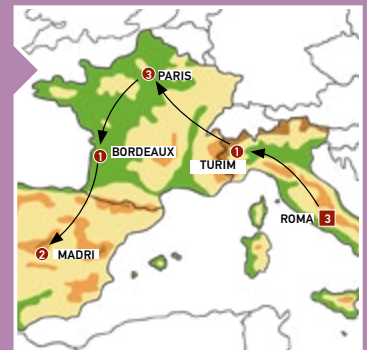 3 PARIS
1 BORDEAUX
1
TURIM
ROMA 3
2 MADRI